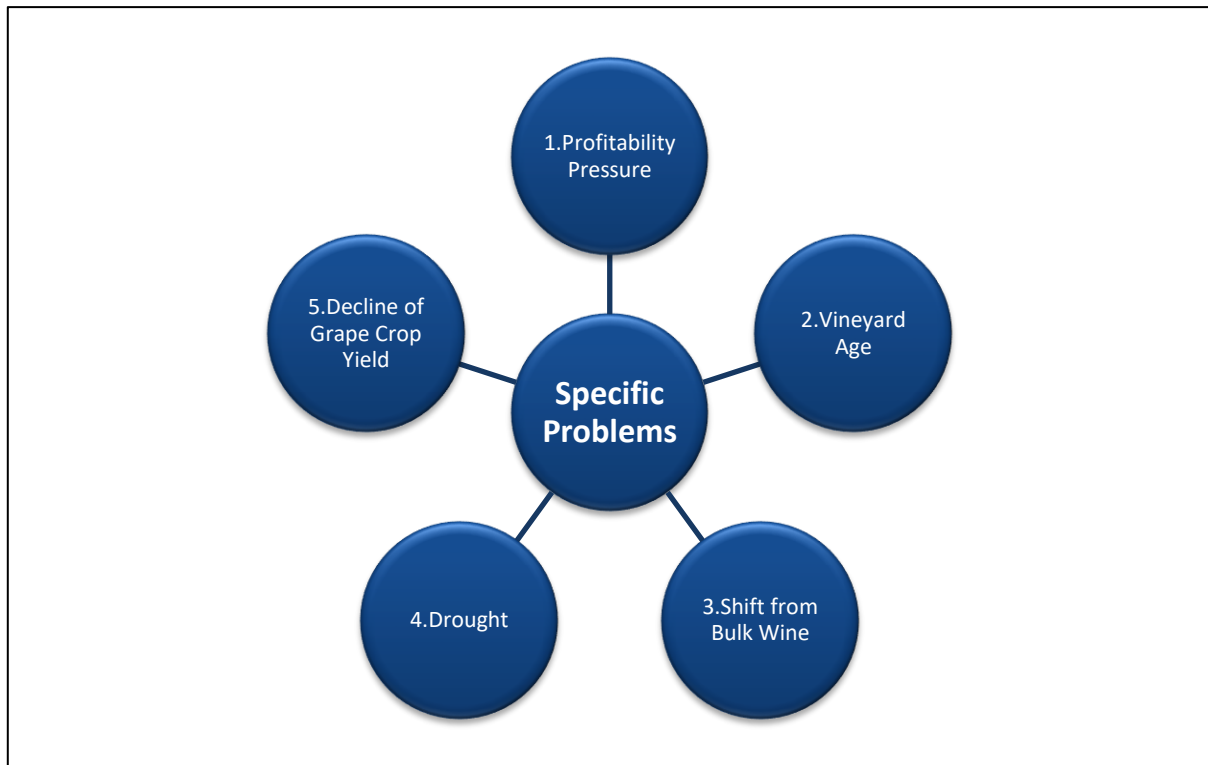 1.Profitability
Pressure
2.Vineyard
Age
3.Shift from
Bulk Wine
4.Drought
5.Decline of
Grape Crop
Yield
Specific
Problems